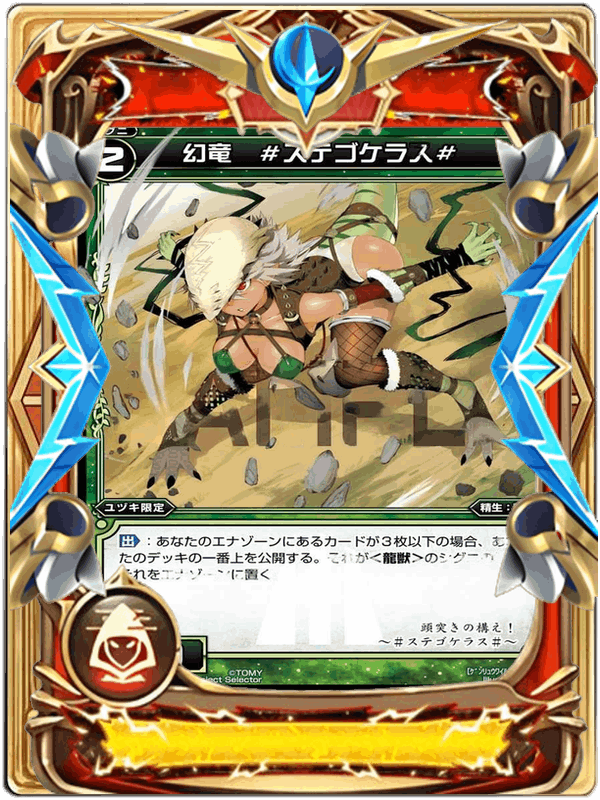 2
幻竜 #ステゴケラス#
ユヅキ限定
精生:
出:あなたのエナゾーンにあるカードが3枚以下の場合、
たのデッキの一番上を公開する。それが<龍獣>のシグニ
それをエナゾーンに置く
頭突きの構え!
~#ステゴケラス#~
©TOMY
ject Selector